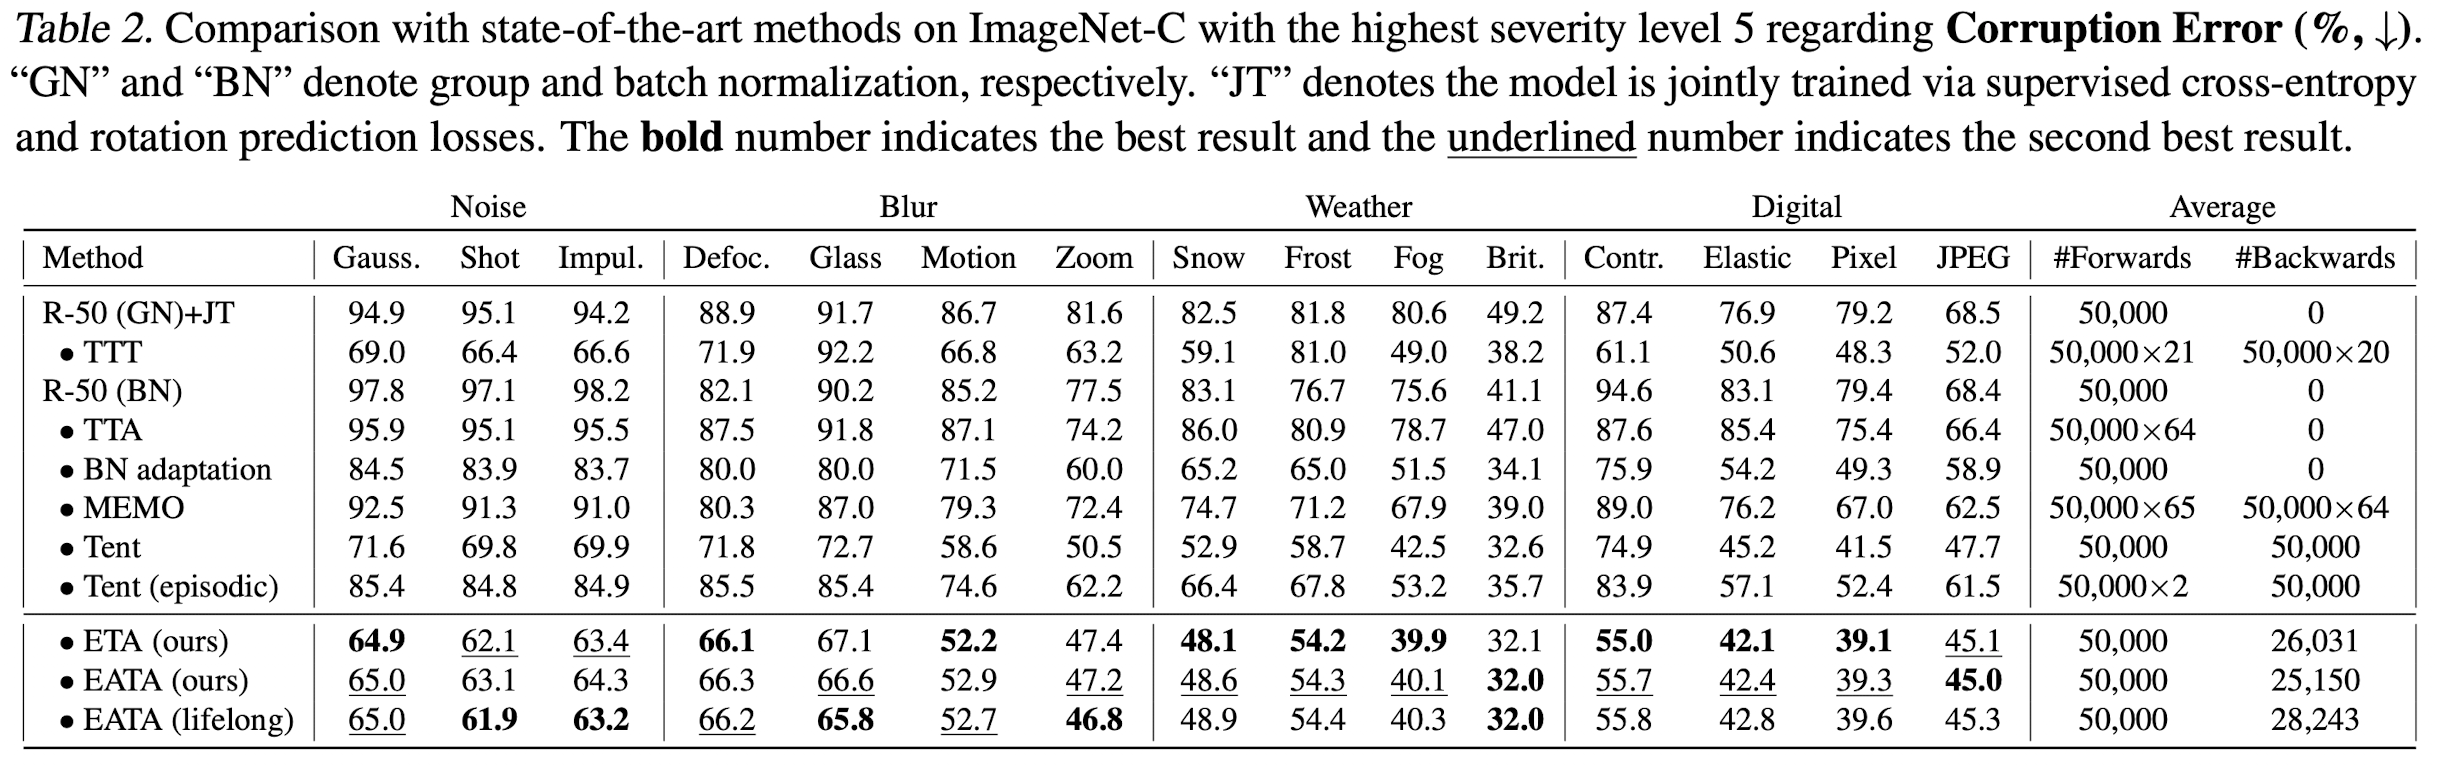 Table 2. Comparison with state-of-the-art methods on ImageNet-C with the highest severity level 5 regarding Corruption Error (%, ↓).
“GN” and “BN” denote group and batch normalization, respectively. “JT” denotes the model is jointly trained via supervised cross-entropy
and rotation prediction losses. The bold number indicates the best result and the underlined number indicates the second best result.
Noise Blur Weather Digital Average
Method Gauss. Shot Impul. Defoc. Glass Motion Zoom Snow Frost Fog Brit. Contr. Elastic Pixel JPEG #Forwards #Backwards
R-50 (GN)+JT 94.9 95.1 94.2 88.9 91.7 86.7 81.6 82.5 81.8 80.6 49.2 87.4 76.9 79.2 68.5 50,000 0
• TTT 69.0 66.4 66.6 71.9 92.2 66.8 63.2 59.1 81.0 49.0 38.2 61.1 50.6 48.3 52.0 50,000×21 50,000×20
R-50 (BN) 97.8 97.1 98.2 82.1 90.2 85.2 77.5 83.1 76.7 75.6 41.1 94.6 83.1 79.4 68.4 50,000 0
• TTA 95.9 95.1 95.5 87.5 91.8 87.1 74.2 86.0 80.9 78.7 47.0 87.6 85.4 75.4 66.4 50,000×64 0
• BN adaptation 84.5 83.9 83.7 80.0 80.0 71.5 60.0 65.2 65.0 51.5 34.1 75.9 54.2 49.3 58.9 50,000 0
• MEMO 92.5 91.3 91.0 80.3 87.0 79.3 72.4 74.7 71.2 67.9 39.0 89.0 76.2 67.0 62.5 50,000×65 50,000×64
• Tent 71.6 69.8 69.9 71.8 72.7 58.6 50.5 52.9 58.7 42.5 32.6 74.9 45.2 41.5 47.7 50,000 50,000
• Tent (episodic) 85.4 84.8 84.9 85.5 85.4 74.6 62.2 66.4 67.8 53.2 35.7 83.9 57.1 52.4 61.5 50,000×2 50,000
• ETA (ours) 64.9 62.1 63.4 66.1 67.1 52.2 47.4 48.1 54.2 39.9 32.1 55.0 42.1 39.1 45.1 50,000 26,031
• EATA (ours) 65.0 63.1 64.3 66.3 66.6 52.9 47.2 48.6 54.3 40.1 32.0 55.7 42.4 39.3 45.0 50,000 25,150
• EATA (lifelong) 65.0 61.9 63.2 66.2 65.8 52.7 46.8 48.9 54.4 40.3 32.0 55.8 42.8 39.6 45.3 50,000 28,243